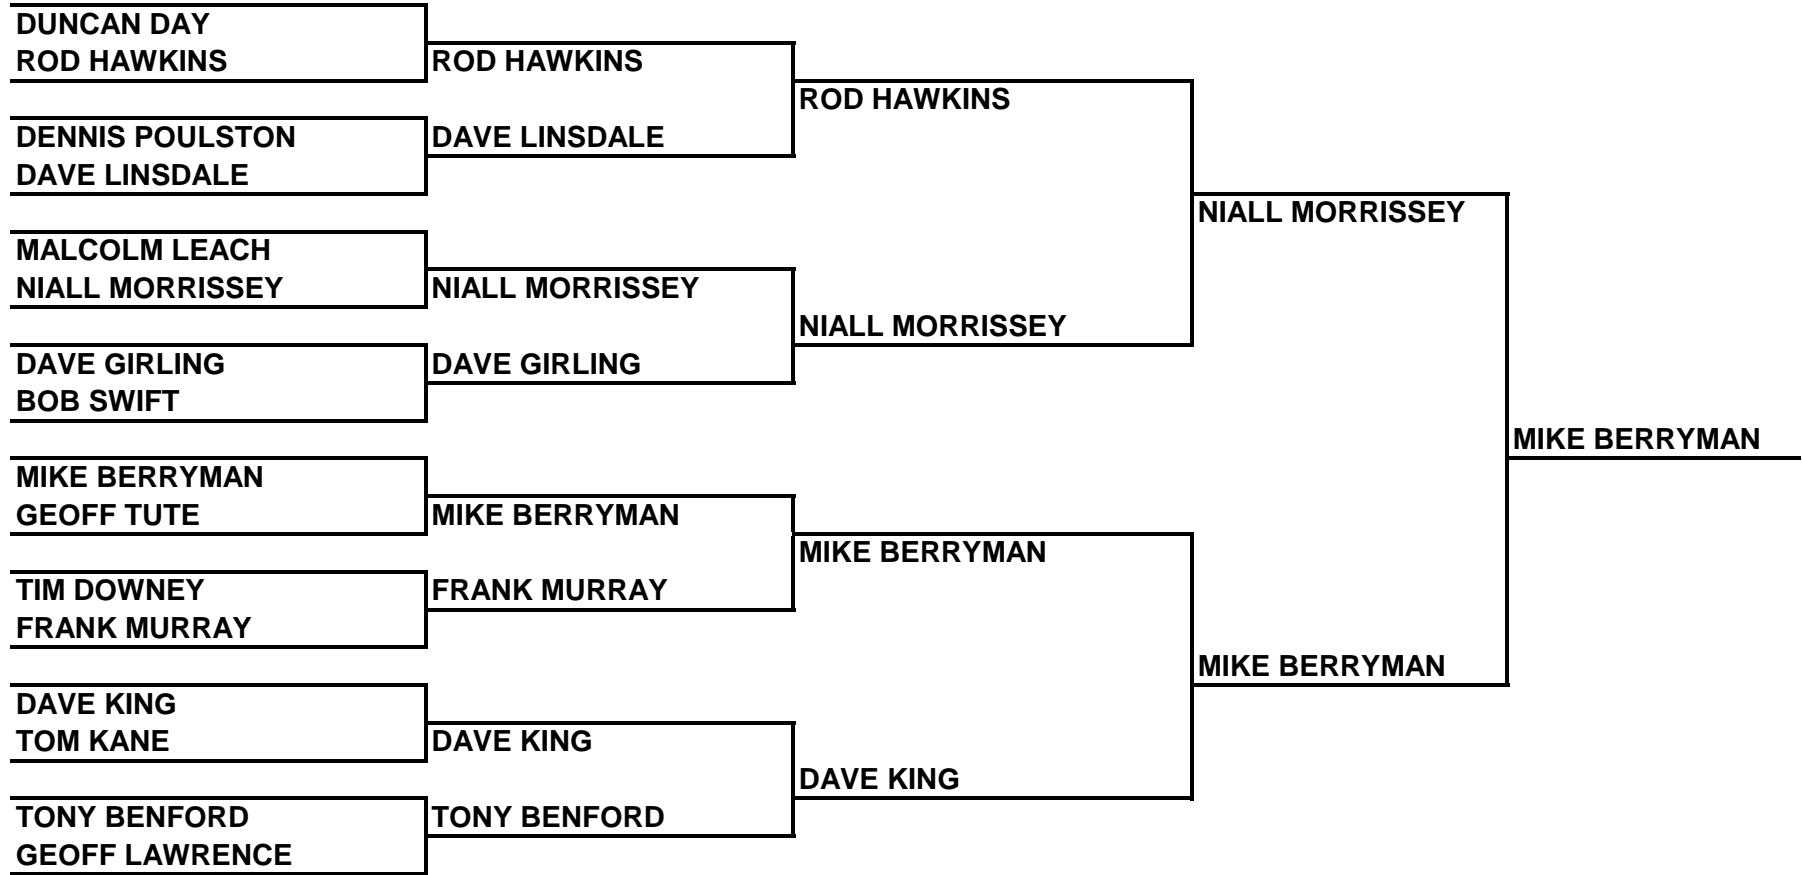 DUNCAN DAY
ROD HAWKINS
DENNIS POULSTON
DAVE LINSDALE
MALCOLM LEACH
NIALL MORRISSEY
DAVE GIRLING
BOB SWIFT
MIKE BERRYMAN
GEOFF TUTE
TIM DOWNEY
FRANK MURRAY
DAVE KING
TOM KANE
TONY BENFORD
GEOFF LAWRENCE
ROD HAWKINS
DAVE LINSDALE
NIALL MORRISSEY
DAVE GIRLING
MIKE BERRYMAN
FRANK MURRAY
DAVE KING
TONY BENFORD
ROD HAWKINS
NIALL MORRISSEY
MIKE BERRYMAN
DAVE KING
NIALL MORRISSEY
MIKE BERRYMAN
MIKE BERRYMAN